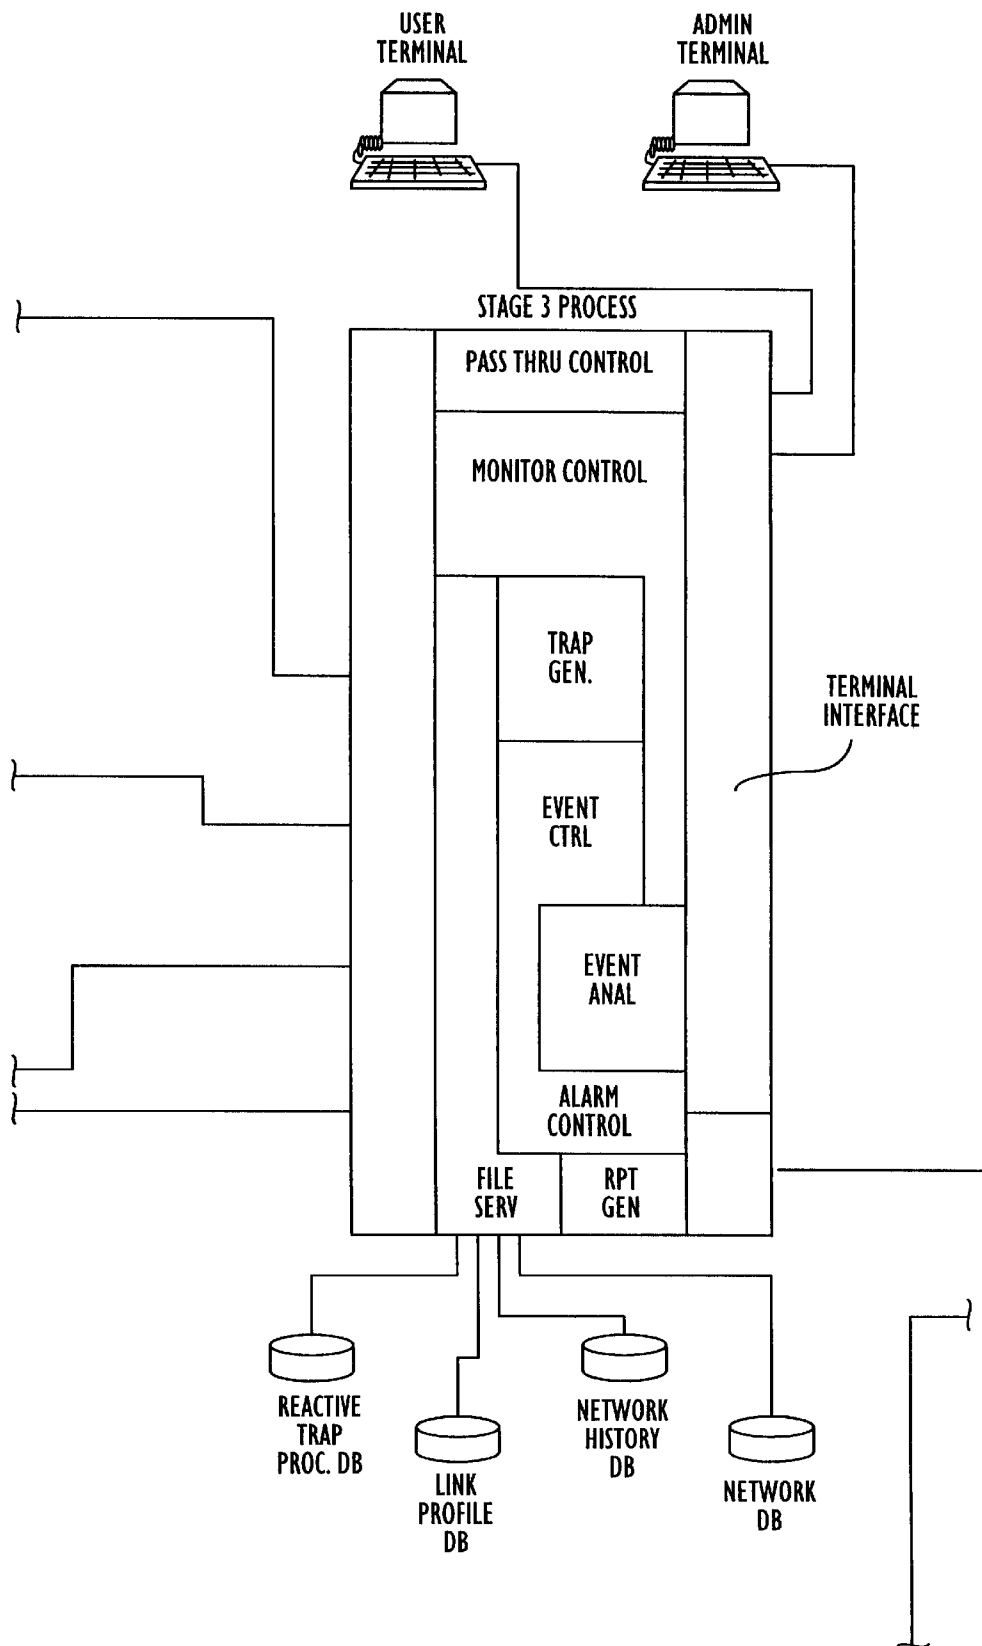 USER
TERMINAL
ADMIN
TERMINAL
STAGE 3 PROCESS
PASS THRU CONTROL
MONITOR CONTROL
TRAP
GEN.
TERMINAL
INTERFACE
EVENT
CTRL
EVENT
ANAL
ALARM
CONTROL
FILE
SERV
RPT
GEN
REACTIVE
TRAP
PROC. DB
LINK
PROFILE
DB
NETWORK
HISTORY
DB
NETWORK
DB